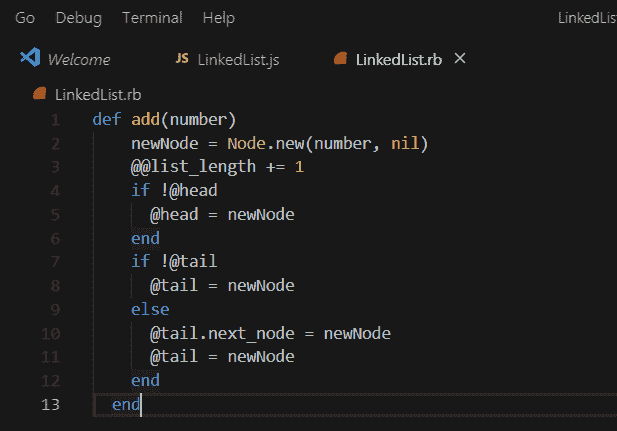 Go Debug Terminal Help LinkedList
Welcome JS LinkedList.js LinkedList.rb ×
LinkedList.rb
1 def add(number)
2 newNode = Node.new(number, nil)
3 @@list_length += 1
4 if !@head
5 @head = newNode
6 end
7 if !@tail
8 @tail = newNode
9 else
10 @tail.next_node = newNode
11 @tail = newNode
12 end
13 end